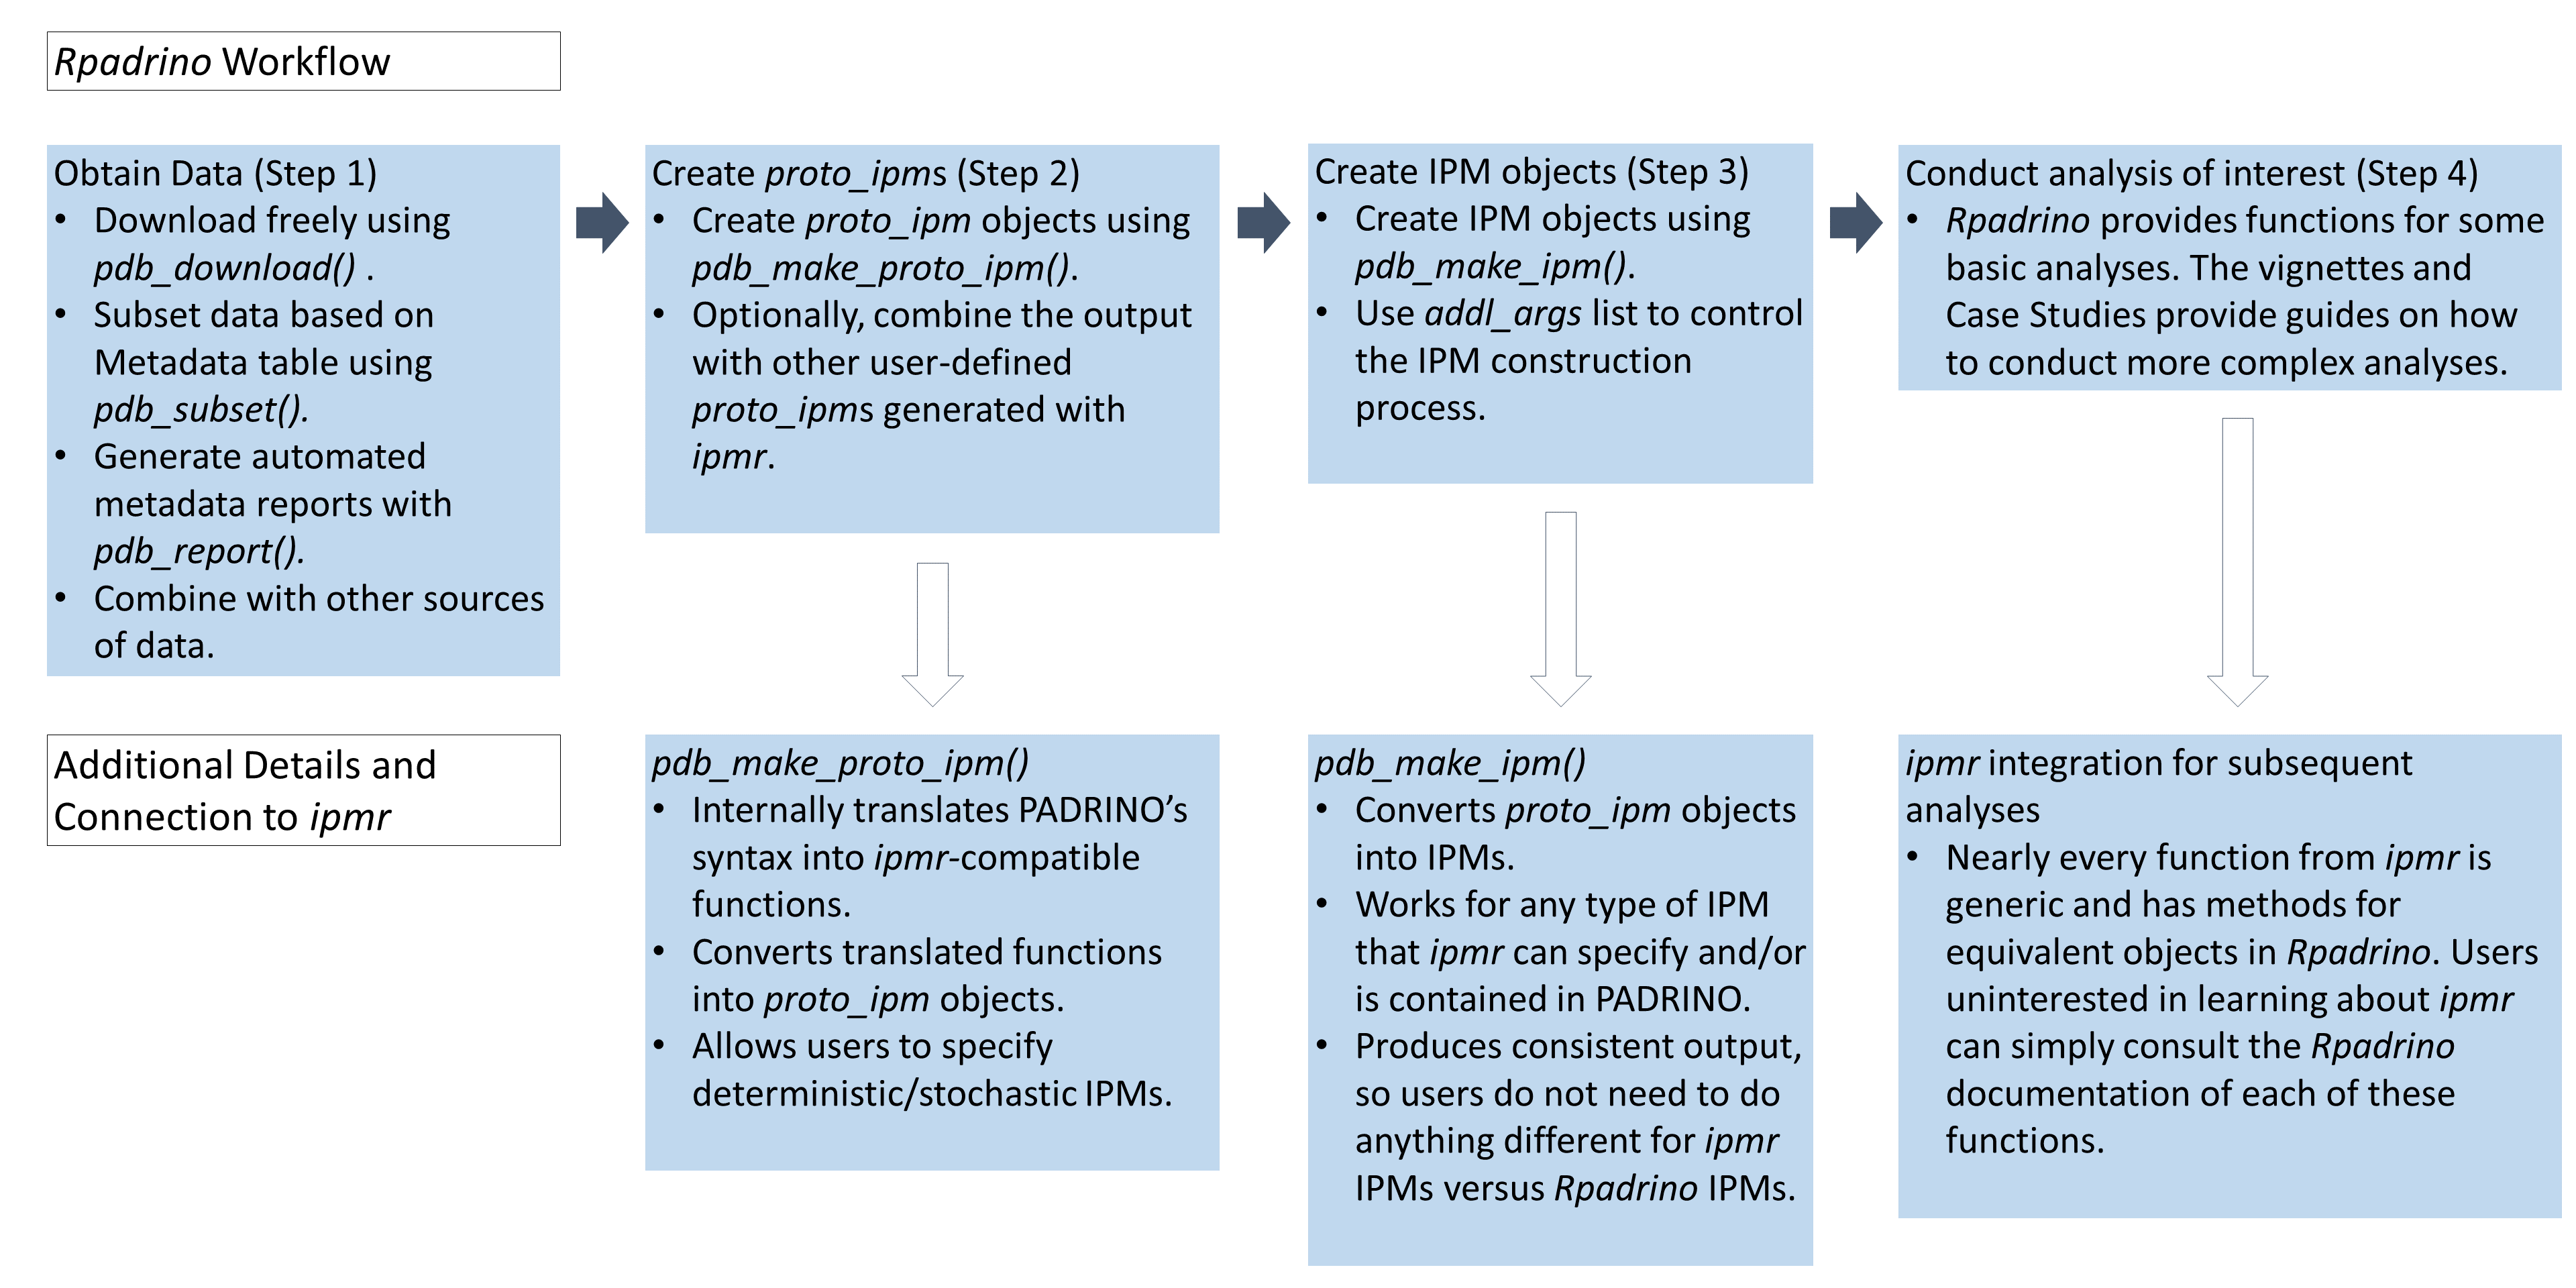 Rpadrino Workflow
Obtain Data (Step 1)
• Download freely using
pdb_download() .
• Subset data based on
Metadata table using
pdb_subset().
• Generate automated
metadata reports with
pdb_report().
• Combine with other sources
of data.
Create proto_ipms (Step 2)
• Create proto_ipm objects using
pdb_make_proto_ipm().
• Optionally, combine the output
with other user-defined
proto_ipms generated with
ipmr.
Create IPM objects (Step 3)
• Create IPM objects using
pdb_make_ipm().
• Use addl_args list to control
the IPM construction
process.
Conduct analysis of interest (Step 4)
• Rpadrino provides functions for some
basic analyses. The vignettes and
Case Studies provide guides on how
to conduct more complex analyses.
Additional Details and
Connection to ipmr
pdb_make_proto_ipm()
• Internally translates PADRINO’s
syntax into ipmr-compatible
functions.
• Converts translated functions
into proto_ipm objects.
• Allows users to specify
deterministic/stochastic IPMs.
pdb_make_ipm()
• Converts proto_ipm objects
into IPMs.
• Works for any type of IPM
that ipmr can specify and/or
is contained in PADRINO.
• Produces consistent output,
so users do not need to do
anything different for ipmr
IPMs versus Rpadrino IPMs.
ipmr integration for subsequent
analyses
• Nearly every function from ipmr is
generic and has methods for
equivalent objects in Rpadrino. Users
uninterested in learning about ipmr
can simply consult the Rpadrino
documentation of each of these
functions.